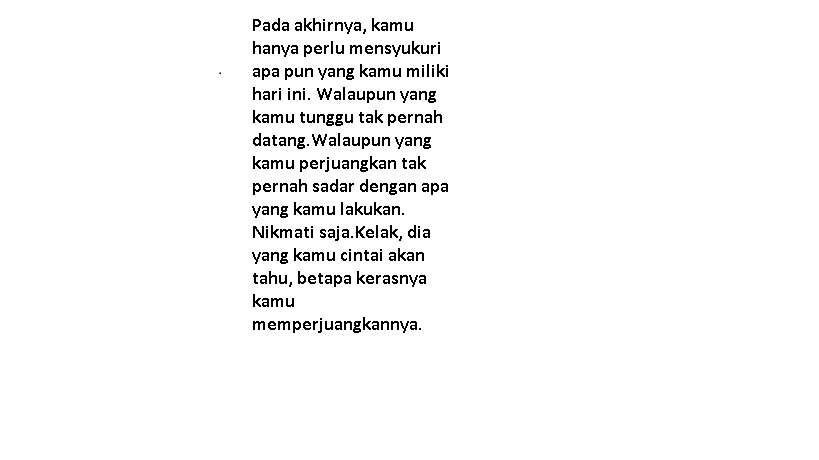 Pada akhirnya, kamu
hanya perlu mensyukuri
apa pun yang kamu miliki
hari ini. Walaupun yang
kamu tunggu tak pernah
datang.Walaupun yang
kamu perjuangkan tak
pernah sadar dengan apa
yang kamu lakukan.
Nikmati saja.Kelak, dia
yang kamu cintai akan
tahu, betapa kerasnya
kamu
memperjuangkannya.